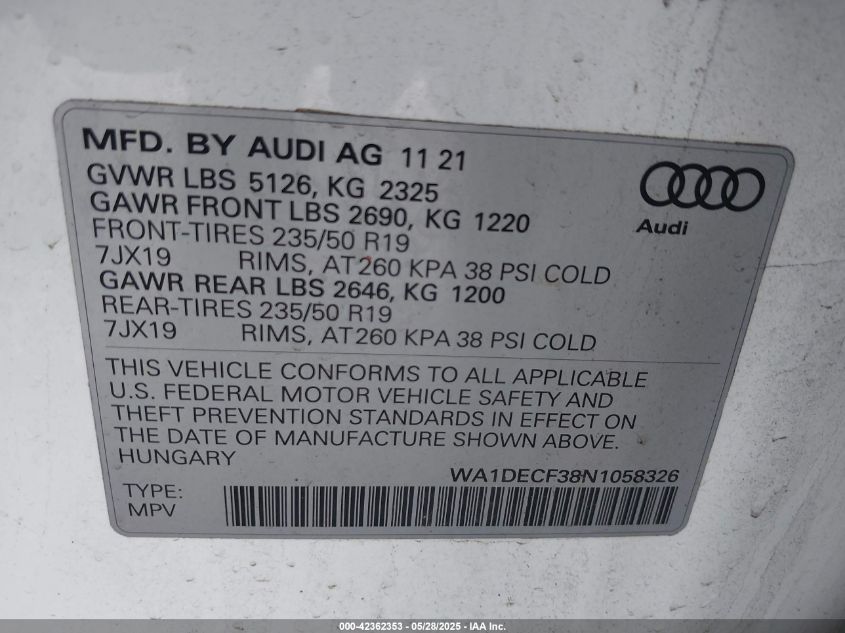 MFD. BY AUDI AG 11 21
GVWR LBS 5126, KG 2325
GAWR FRONT LBS 2690, KG 1220
FRONT-TIRES 235/50 R19
7JX19 RIMS, AT 260 KPA 38 PSI COLD
GAWR REAR LBS 2646, KG 1200
REAR-TIRES 235/50 R19
7JX19 RIMS, AT 260 KPA 38 PSI COLD
Audi
THIS VEHICLE CONFORMS TO ALL APPLICABLE
U.S. FEDERAL MOTOR VEHICLE SAFETY AND
THEFT PREVENTION STANDARDS IN EFFECT ON
THE DATE OF MANUFACTURE SHOWN ABOVE.
HUNGARY
WA1DECF38N1058326
TYPE:
MPV
000-42362353 - 05/28/2025 - IAA Inc.